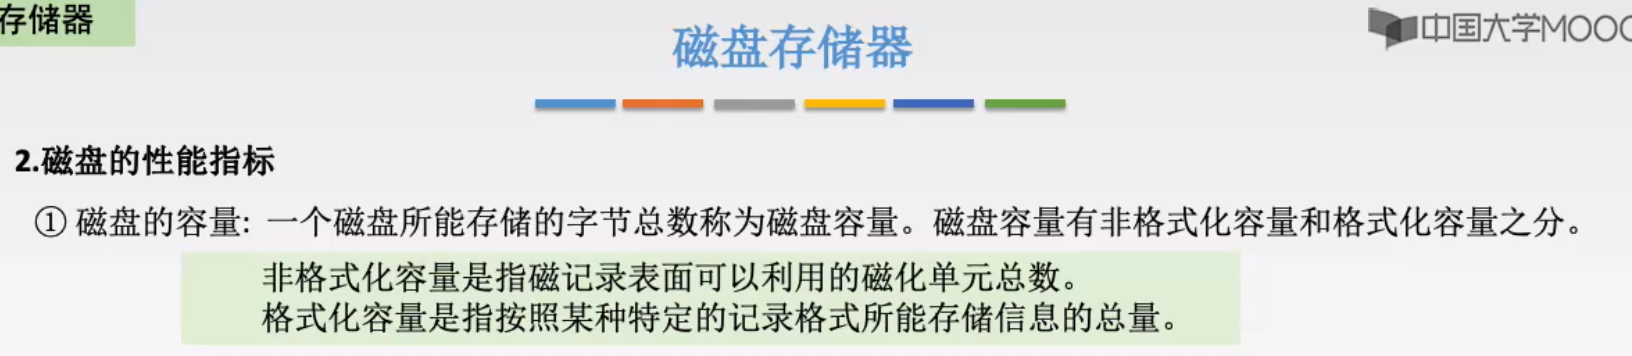 存储器
中国大学MOOC
磁盘存储器
2.磁盘的性能指标
① 磁盘的容量: 一个磁盘所能存储的字节总数称为磁盘容量。磁盘容量有非格式化容量和格式化容量之分。
非格式化容量是指磁记录表面可以利用的磁化单元总数。
格式化容量是指按照某种特定的记录格式所能存储信息的总量。